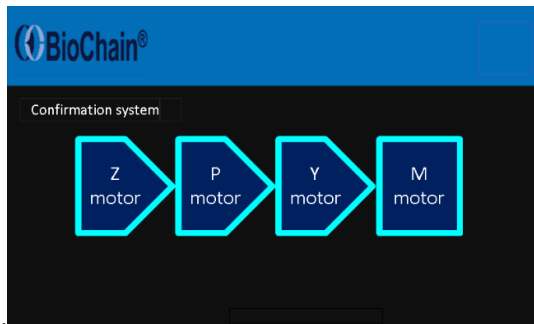 BioChain®
Confirmation system
Z
motor
P
motor
Y
motor
M
motor